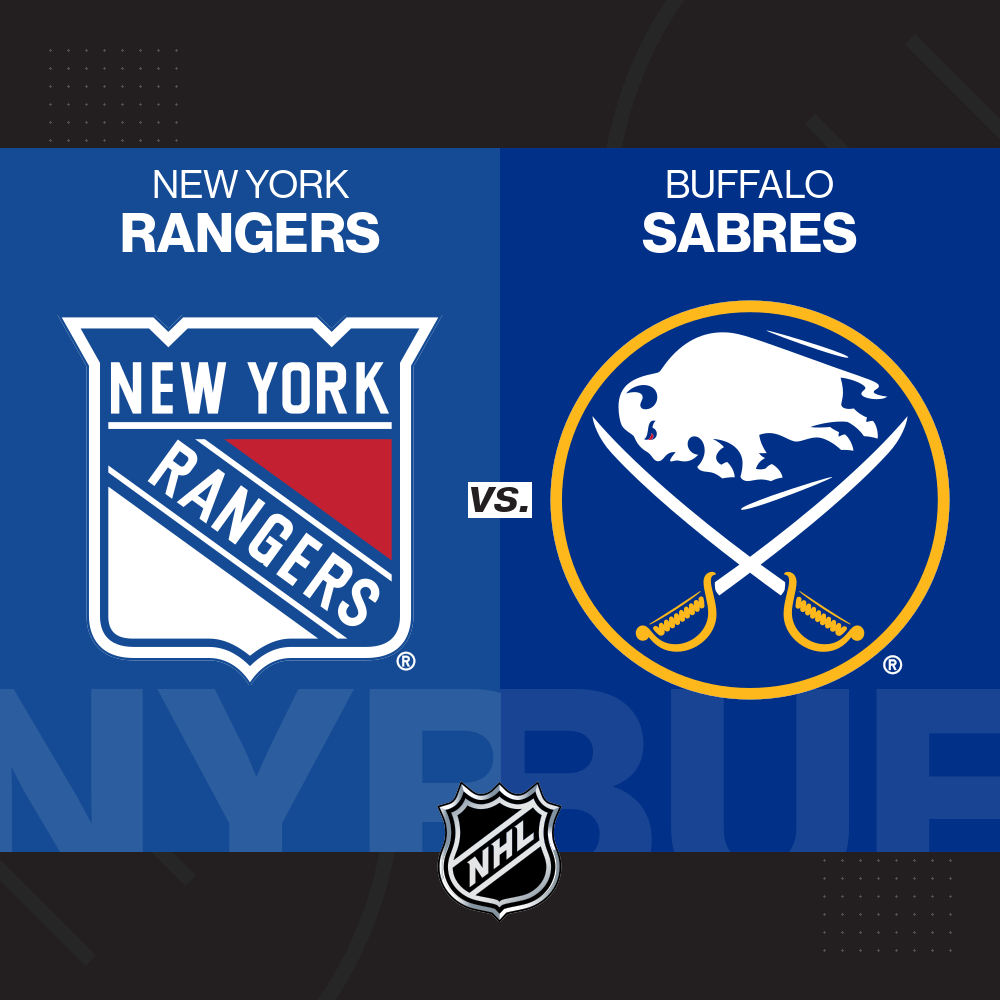 NEW YORK
RANGERS
BUFFALO
SABRES
NEW YORK
RANGERS
®
vs.
®
NYR
BUF
NHL